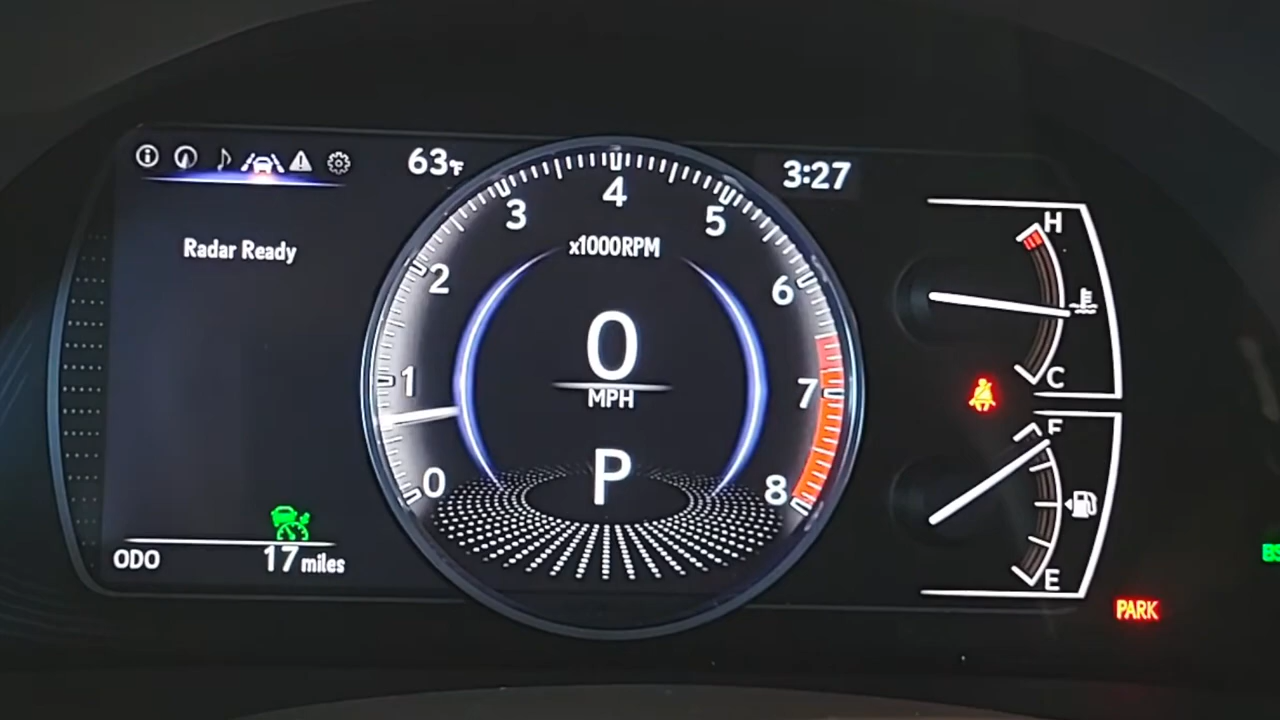 63°F
3:27
Radar Ready
x1000RPM
0
1
2
3
4
5
6
7
8
0
MPH
P
H
C
F
E
ODO 17 miles
PARK